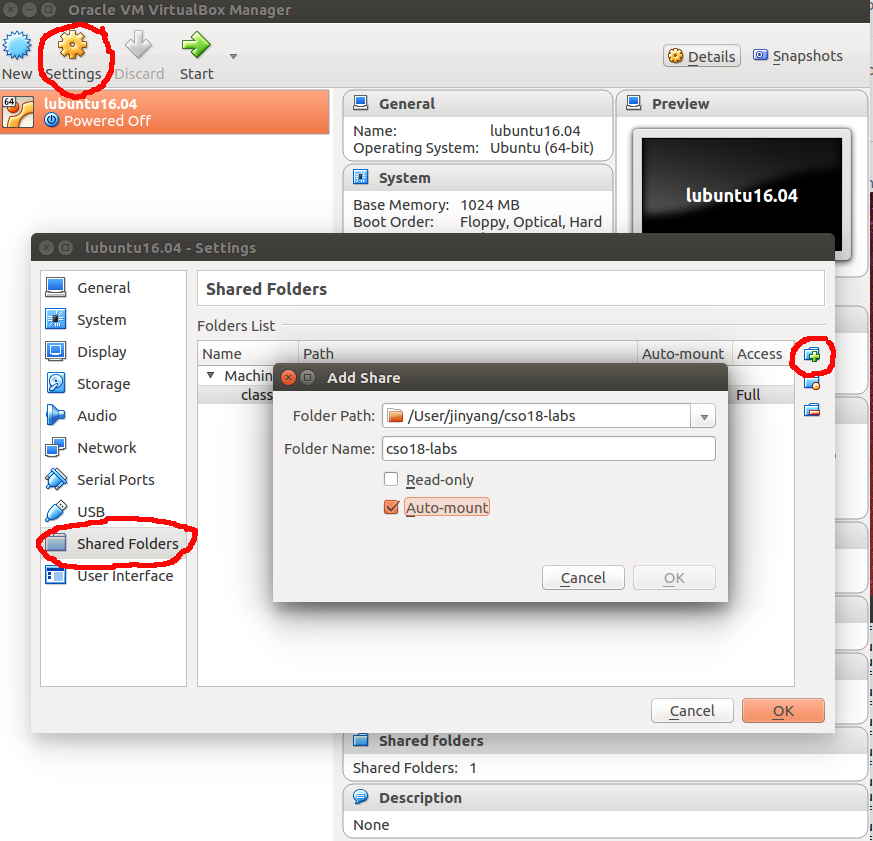 Oracle VM VirtualBox Manager
New Settings Discard Start Details Snapshots
64 lubuntu16.04
Powered Off
General
Name: lubuntu16.04
Operating System: Ubuntu (64-bit)
System
Base Memory: 1024 MB
Boot Order: Floppy, Optical, Hard
Preview
lubuntu16.04
lubuntu16.04 - Settings
General
System
Display
Storage
Audio
Network
Serial Ports
USB
Shared Folders
User Interface
Shared Folders
Folders List
Name Path Auto-mount Access
Machin
class Full
Add Share
Folder Path: /User/jinyang/cso18-labs
Folder Name: cso18-labs
Read-only
Auto-mount
Cancel OK
Cancel OK
Shared folders
Shared Folders: 1
Description
None